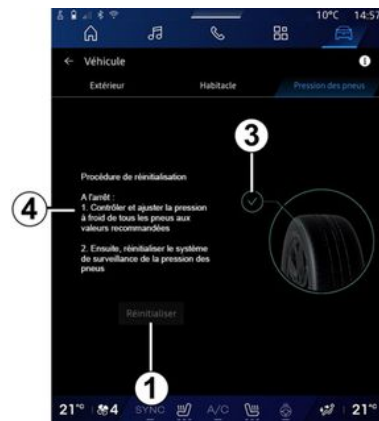 10°C 14:57
← Véhicule
Extérieur Habitacle Pression des pneus
3
Procédure de réinitialisation
A l'arrêt :
4
1. Contrôler et ajuster la pression
à froid de tous les pneus aux
valeurs recommandées
2. Ensuite, réinitialiser le système
de surveillance de la pression des
pneus
Réinitialiser
1
21°C 4 SYNC A/C 21°C